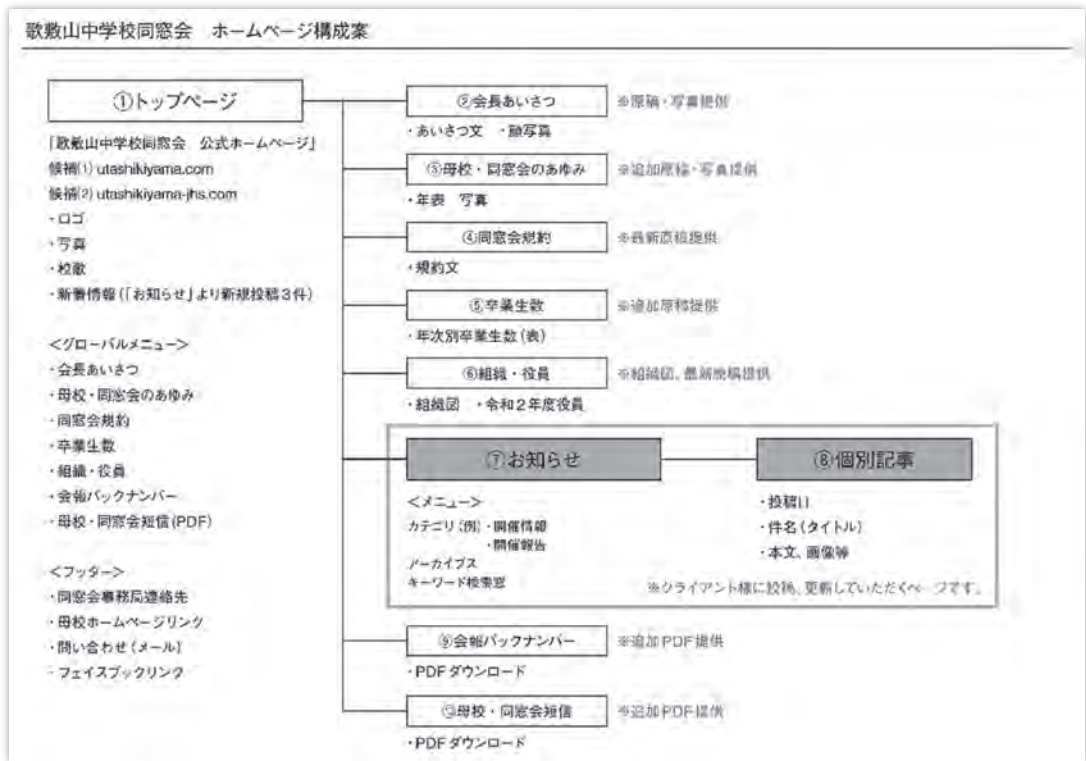 歌敷山中学校同窓会　ホームページ構成案
①トップページ
「歌敷山中学校同窓会　公式ホームページ」
候補(1) utashikiyama.com
候補(2) utashikiyama-jhs.com
・ロゴ
・写真
・校歌
・新着情報(「お知らせ」より新規投稿3件)
<グローバルメニュー>
・会長あいさつ
・母校・同窓会のあゆみ
・同窓会規約
・卒業生数
・組織・役員
・会報バックナンバー
・母校・同窓会短信(PDF)
<フッター>
・同窓会事務局連絡先
・母校ホームページリンク
・問い合わせ(メール)
・フェイスブックリンク
②会長あいさつ　※原稿・写真提供
・あいさつ文　・顔写真
③母校・同窓会のあゆみ　※追加原稿・写真提供
・年表　写真
④同窓会規約　※最新原稿提供
・規約文
⑤卒業生数　※追加原稿提供
・年次別卒業生数(表)
⑥組織・役員　※組織図、最新原稿提供
・組織図　・令和2年度役員
⑦お知らせ
<メニュー>
カテゴリ(例)・開催情報
・開催報告
アーカイブス
キーワード検索窓
⑧個別記事
・投稿日
・件名(タイトル)
・本文、画像等
※クライアント様に投稿、更新していただくページです。
⑨会報バックナンバー　※追加PDF提供
・PDFダウンロード
⑩母校・同窓会短信　※追加PDF提供
・PDFダウンロード